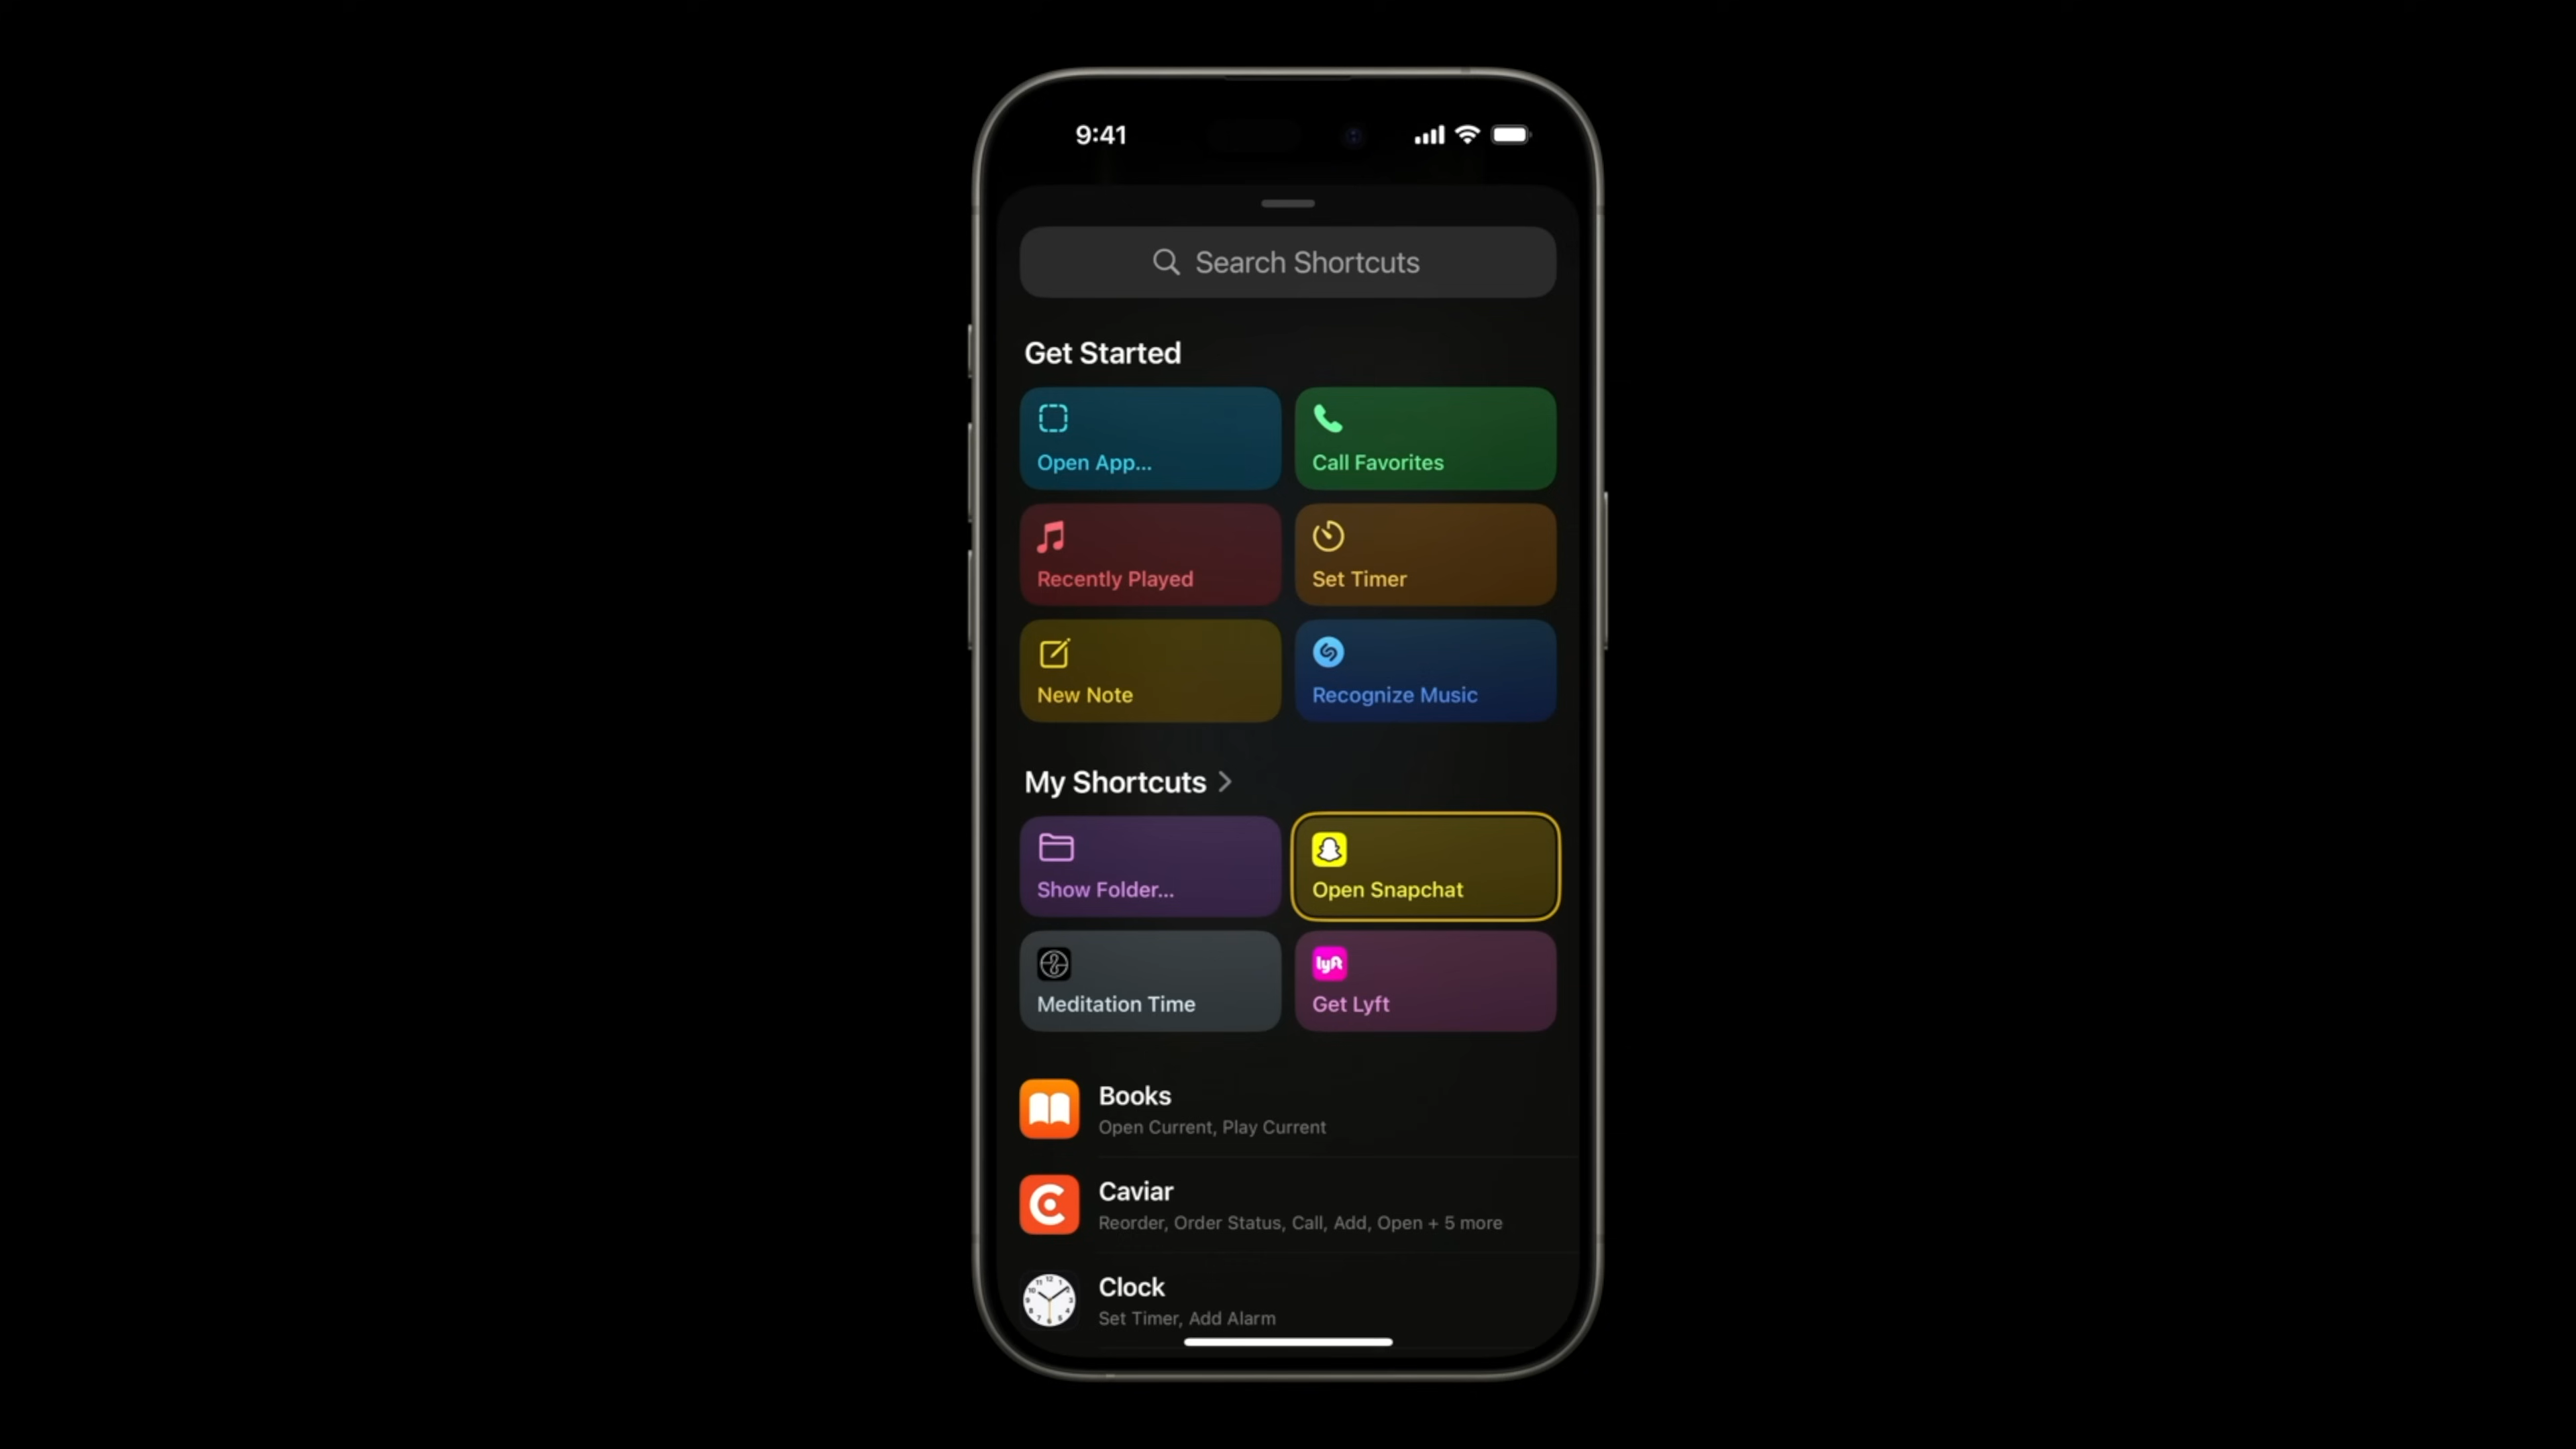 9:41
Search Shortcuts
Get Started
Open App...
Call Favorites
Recently Played
Set Timer
New Note
Recognize Music
My Shortcuts
Show Folder...
Open Snapchat
Meditation Time
lyft
Get Lyft
Books
Open Current, Play Current
Caviar
Reorder, Order Status, Call, Add, Open + 5 more
Clock
Set Timer, Add Alarm